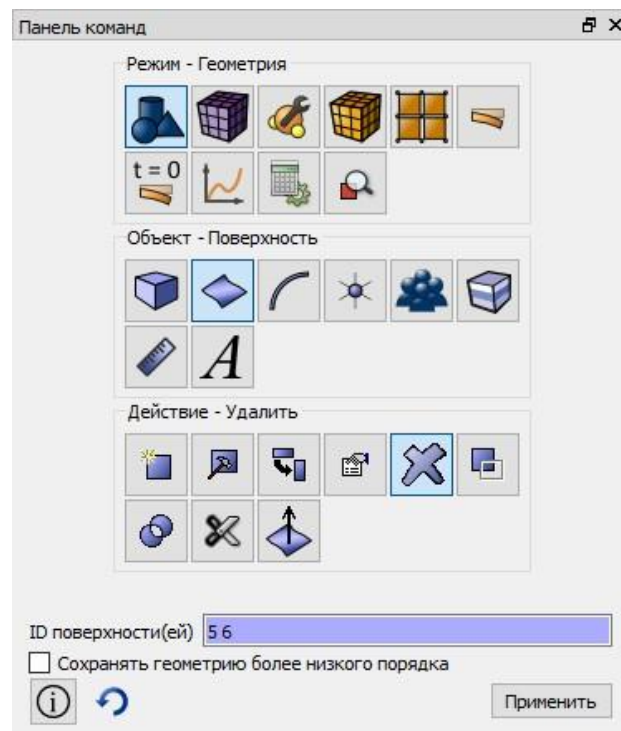 Панель команд
Режим - Геометрия
t = 0
Объект - Поверхность
A
Действие - Удалить
ID поверхности(ей) 5 6
Сохранять геометрию более низкого порядка
i
Применить